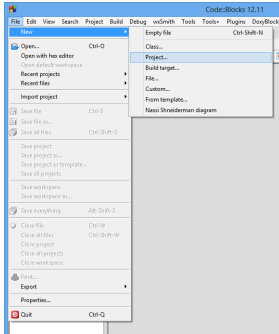 Code::Blocks 12.11
File Edit View Search Project Build Debug wxSmith Tools Tools+ Plugins DoxyBlock
New
Open... Ctrl-O
Open with hex editor
Open default workspace
Recent projects
Recent files
Import project
Save file Ctrl-S
Save file as...
Save all files Ctrl-Shift-S
Save project
Save project as...
Save project as template...
Save all projects
Save workspace
Save workspace as...
Save everything Alt-Shift-S
Close file Ctrl-W
Close all files Ctrl-Shift-W
Close project
Close all projects
Close workspace
Print...
Export
Properties...
Quit Ctrl-Q
Empty file Ctrl-Shift-N
Class...
Project...
Build target...
File...
Custom...
From template...
Nassi Shneiderman diagram